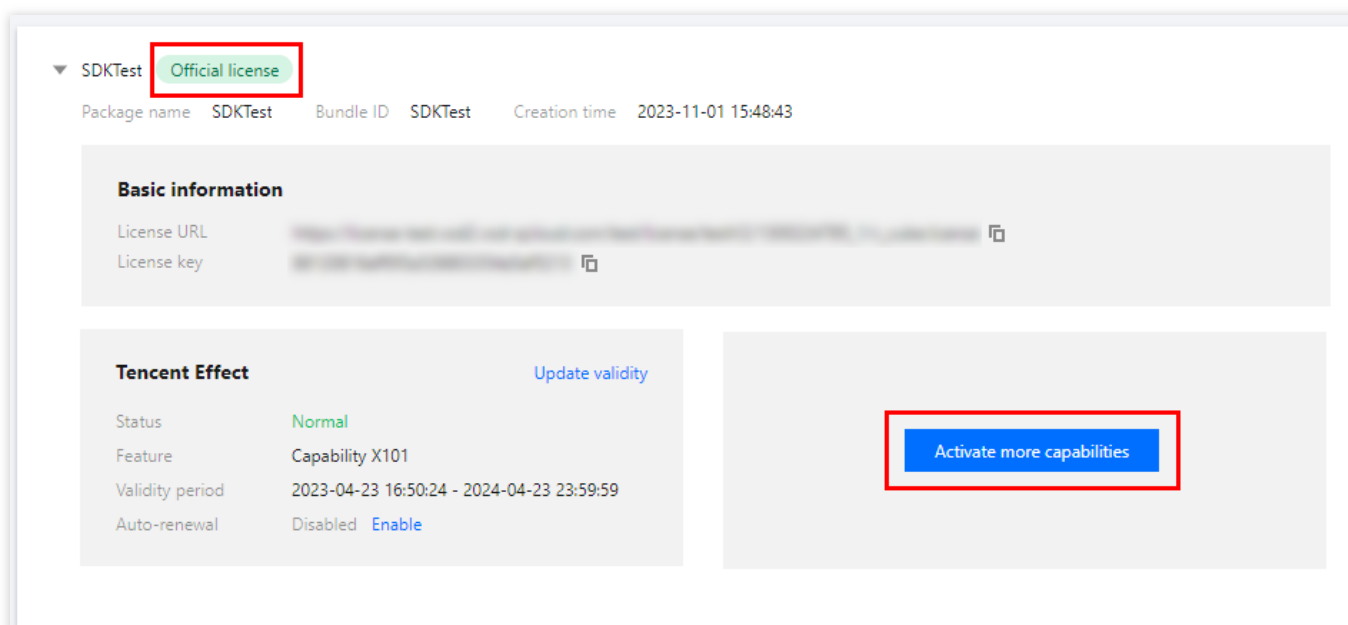 SDKTest Official license
Package name SDKTest Bundle ID SDKTest Creation time 2023-11-01 15:48:43
Basic information
License URL
License key
Tencent Effect Update validity
Status Normal
Feature Capability X101
Validity period 2023-04-23 16:50:24 - 2024-04-23 23:59:59
Auto-renewal Disabled Enable
Activate more capabilities